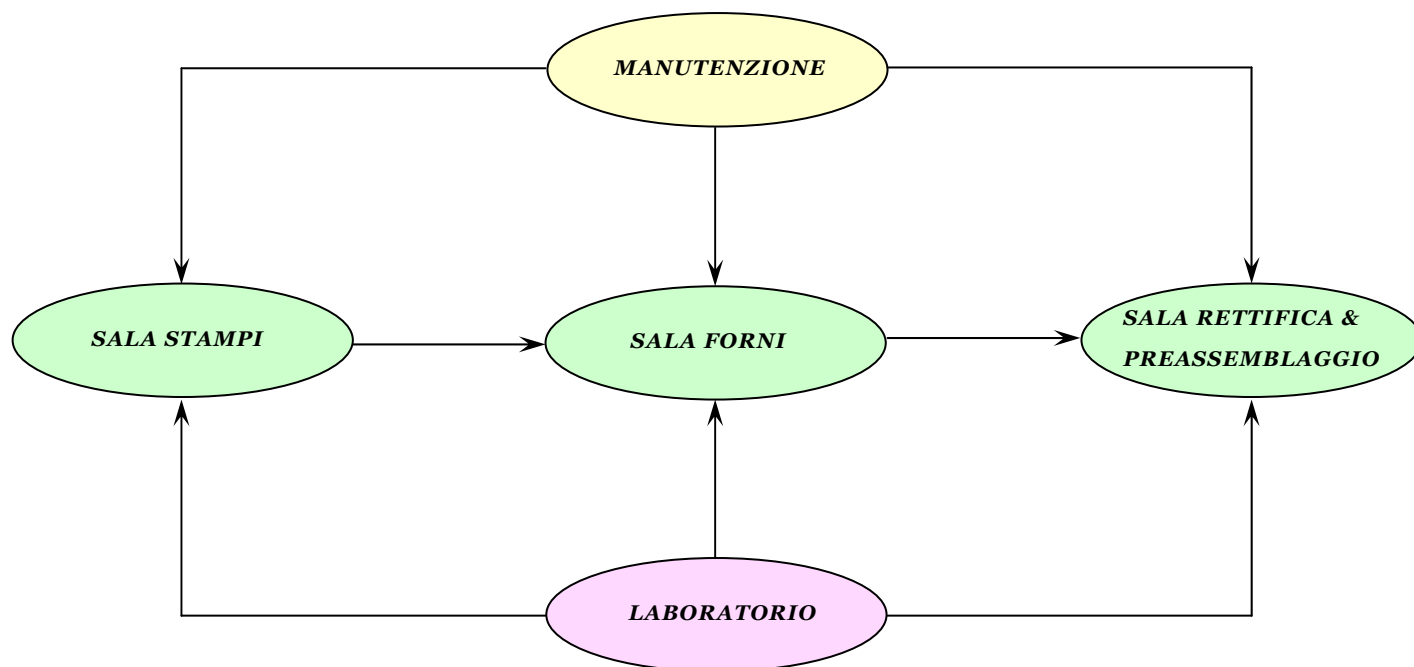 MANUTENZIONE
SALA STAMPI
SALA FORNI
SALA RETTIFICA &
PREASSEMBLAGGIO
LABORATORIO